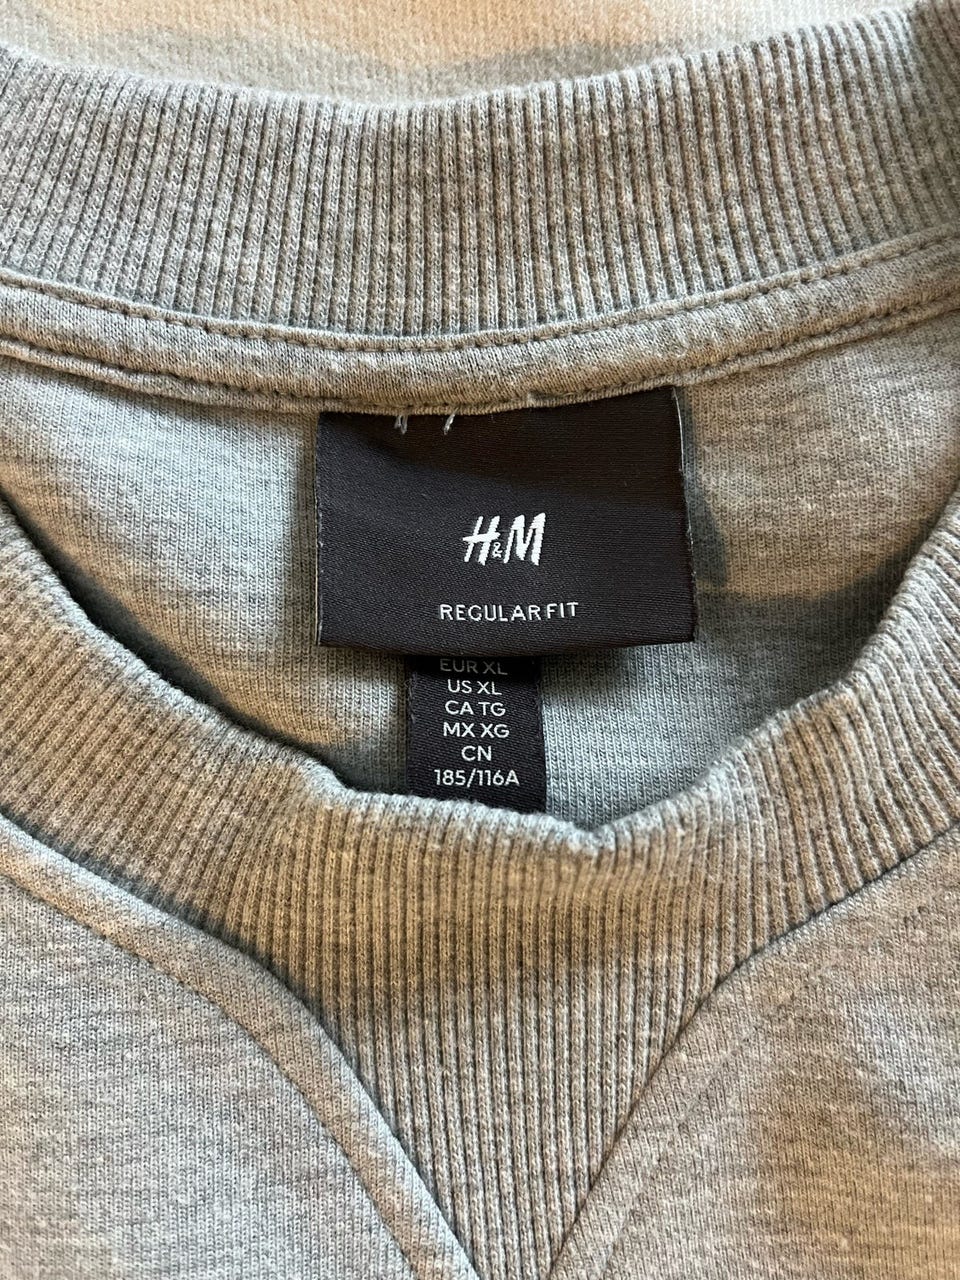 H&M
REGULAR FIT
EUR XL
US XL
CA TG
MX XG
CN
185/116A